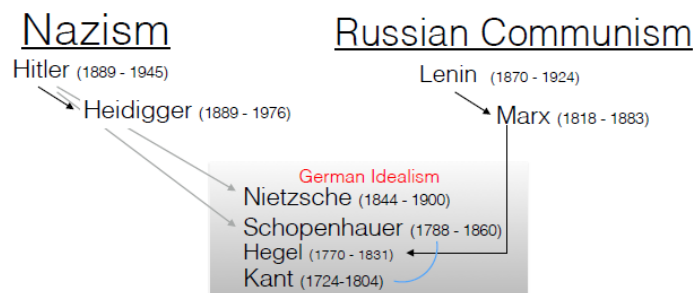 Nazism
Hitler (1889 - 1945)
Heidigger (1889 - 1976)
Russian Communism
Lenin (1870 - 1924)
Marx (1818 - 1883)
German Idealism
Nietzsche (1844 - 1900)
Schopenhauer (1788 - 1860)
Hegel (1770 - 1831)
Kant (1724-1804)